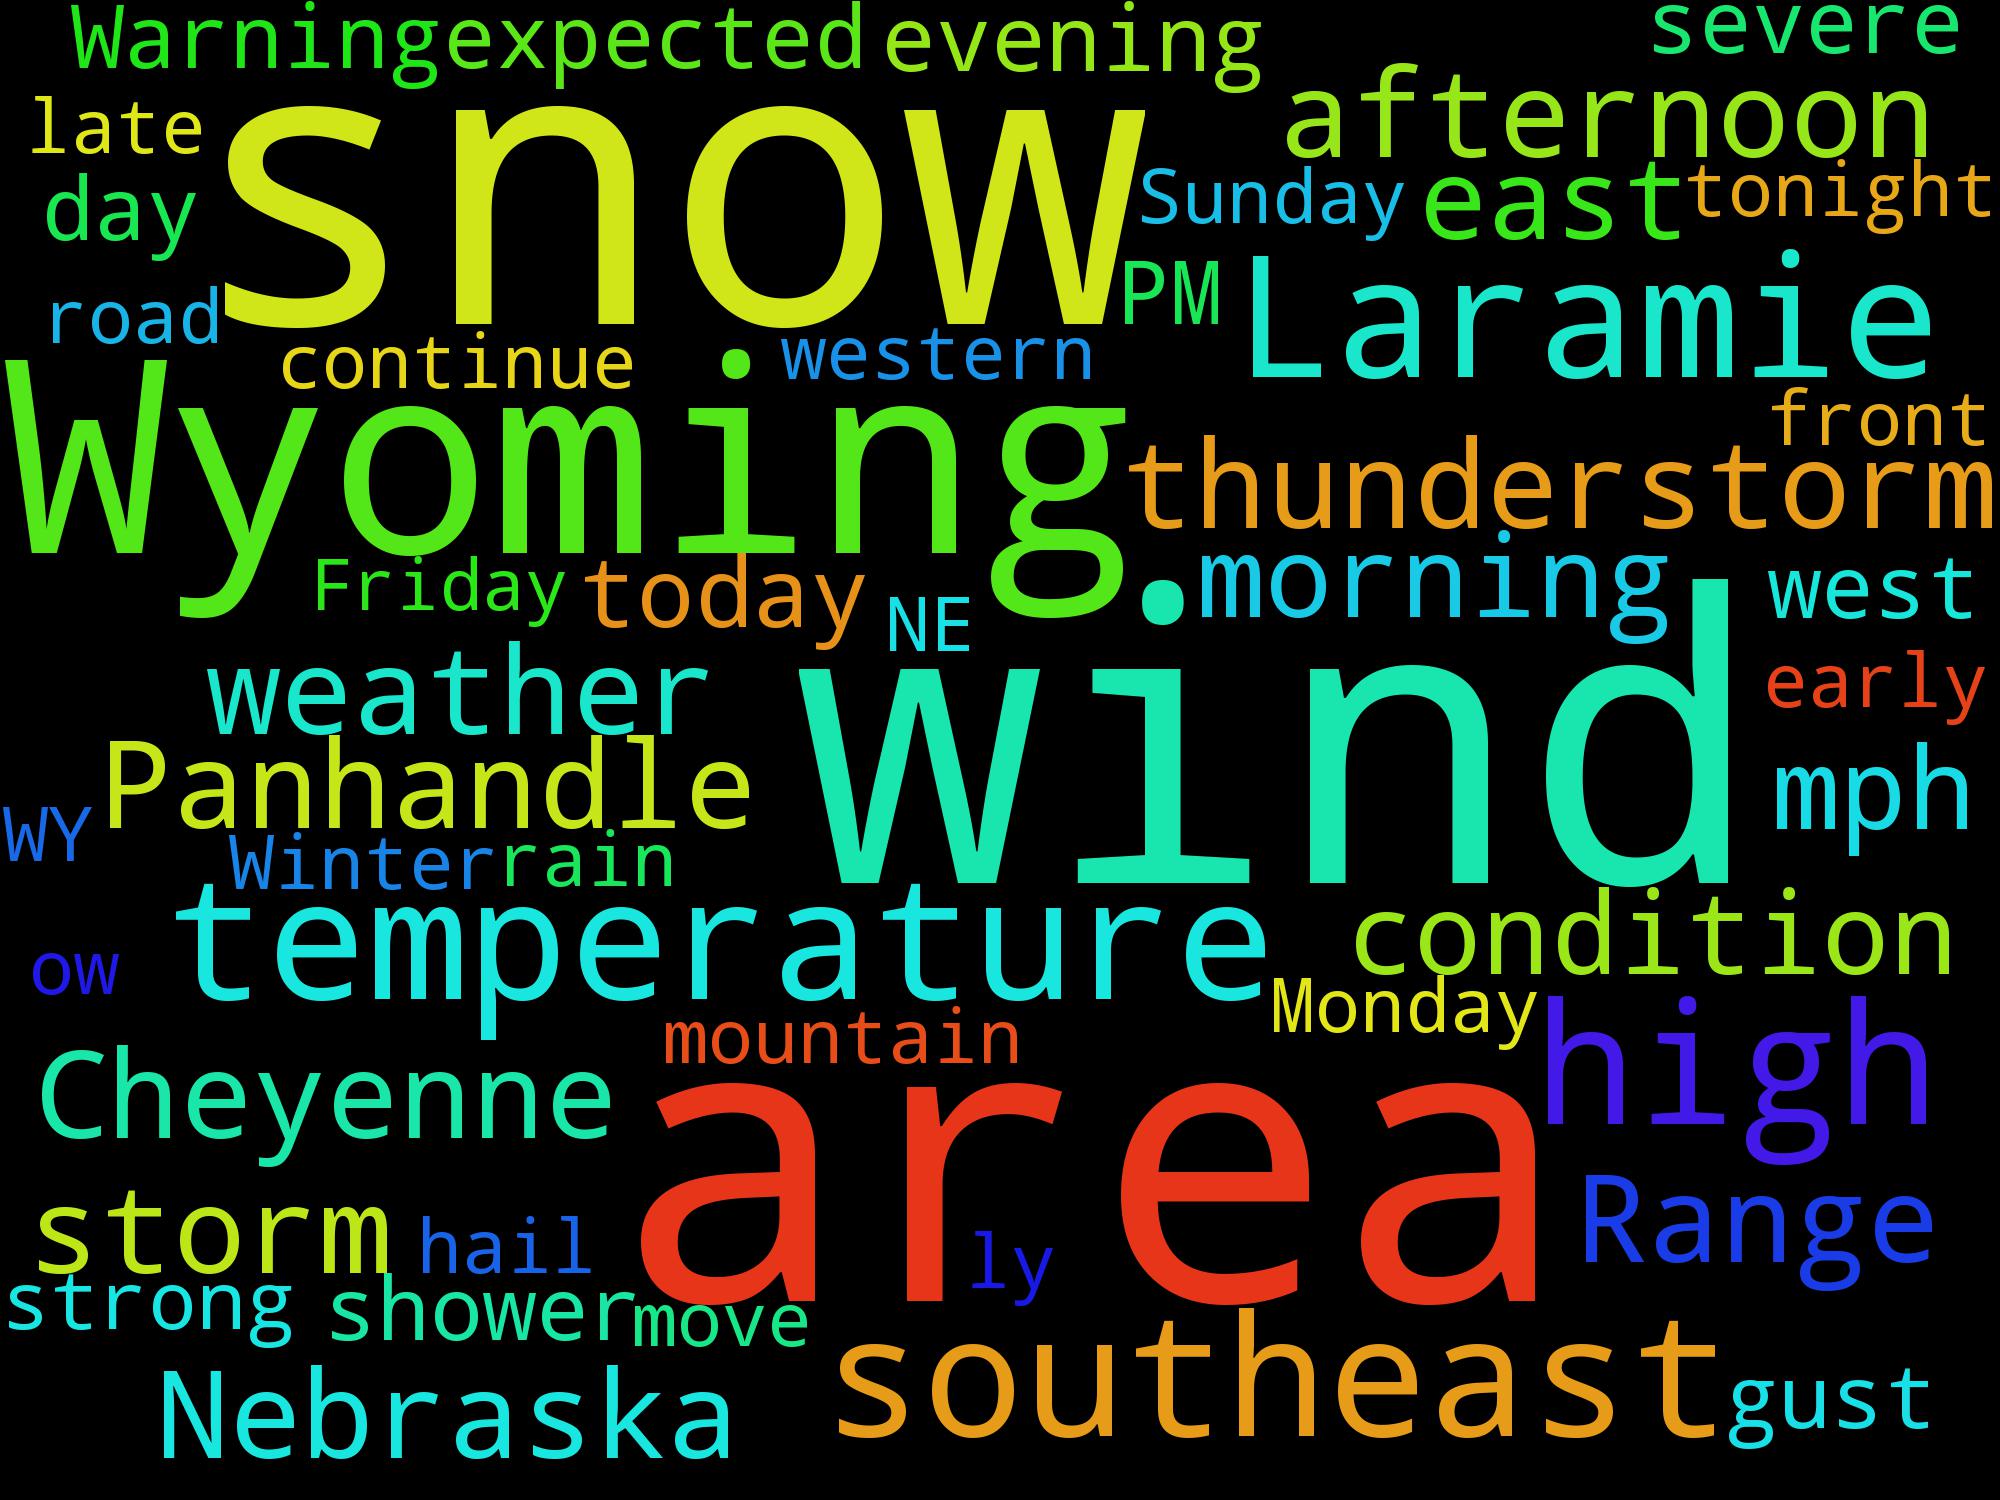 Warning expected evening severe
late snow afternoon
day Sunday east tonight
road PM Laramie
continue western
Wyoming front
thunderstorm
Friday today NE morning west
weather wind early
Panhandle mph
WY Winter rain
ow temperature condition
Monday
mountain high
Cheyenne area
storm hail ly Range
strong shower move
Nebraska southeast gust